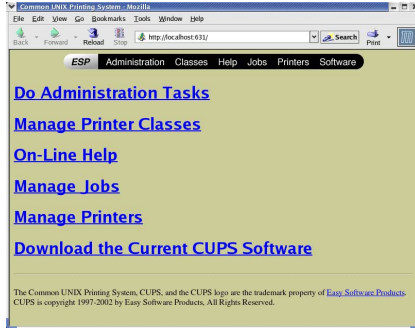 Common UNIX Printing System - Mozilla
File Edit View Go Bookmarks Tools Window Help
Back Forward Reload Stop http://localhost:631/ Search Print
ESP Administration Classes Help Jobs Printers Software
Do Administration Tasks
Manage Printer Classes
On-Line Help
Manage Jobs
Manage Printers
Download the Current CUPS Software
The Common UNIX Printing System, CUPS, and the CUPS logo are the trademark property of Easy Software Products.
CUPS is copyright 1997-2002 by Easy Software Products, All Rights Reserved.